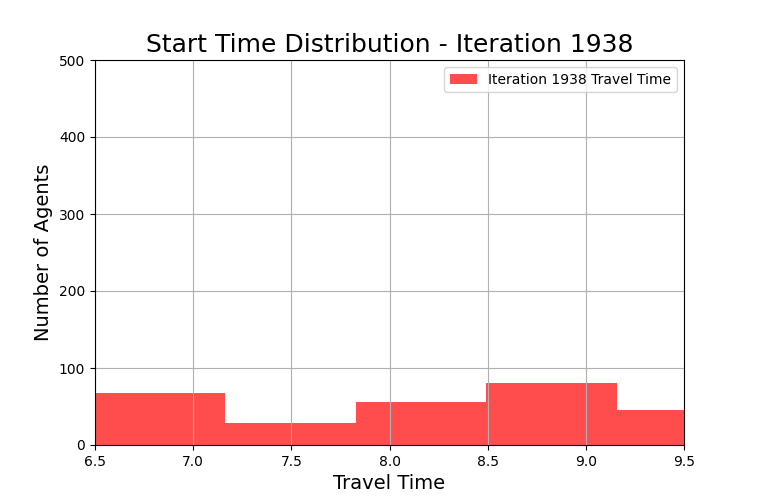 Start Time Distribution - Iteration 1938
Iteration 1938 Travel Time
Number of Agents
500
400
300
200
100
0
6.5 7.0 7.5 8.0 8.5 9.0 9.5
Travel Time